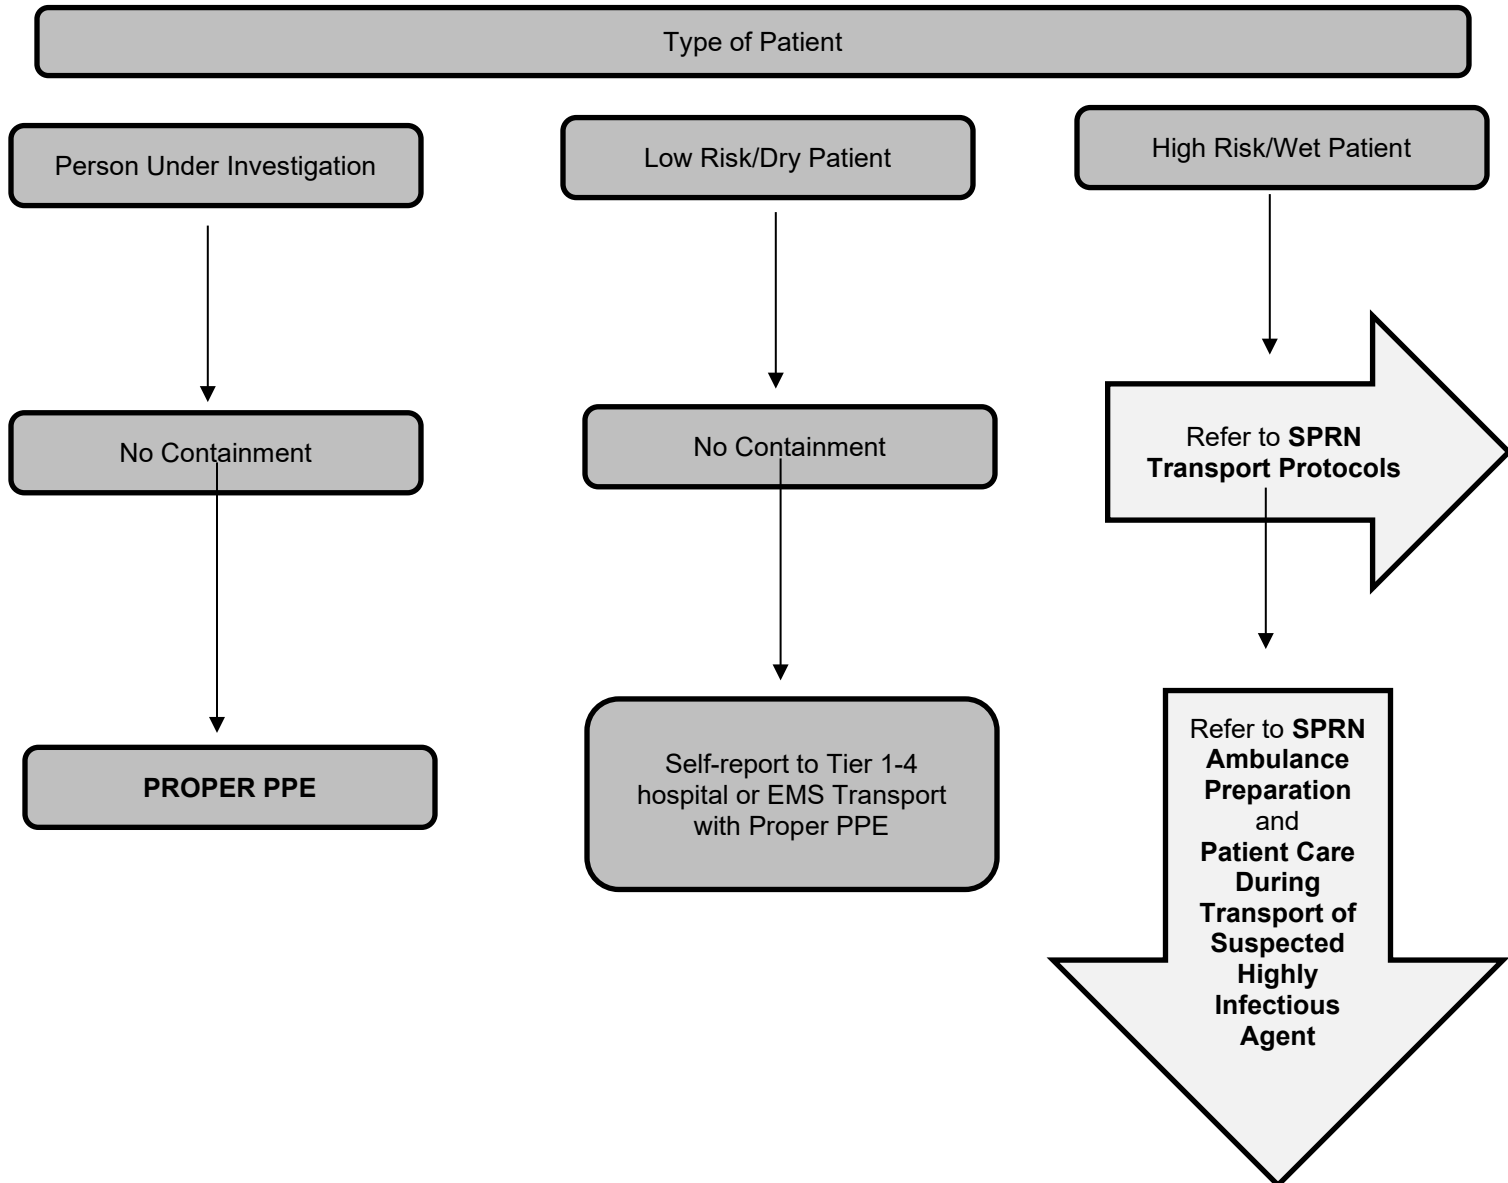 Type of Patient
Person Under Investigation
Low Risk/Dry Patient
High Risk/Wet Patient
No Containment
No Containment
Refer to SPRN
Transport Protocols
PROPER PPE
Self-report to Tier 1-4
hospital or EMS Transport
with Proper PPE
Refer to SPRN
Ambulance
Preparation
and
Patient Care
During
Transport of
Suspected
Highly
Infectious
Agent